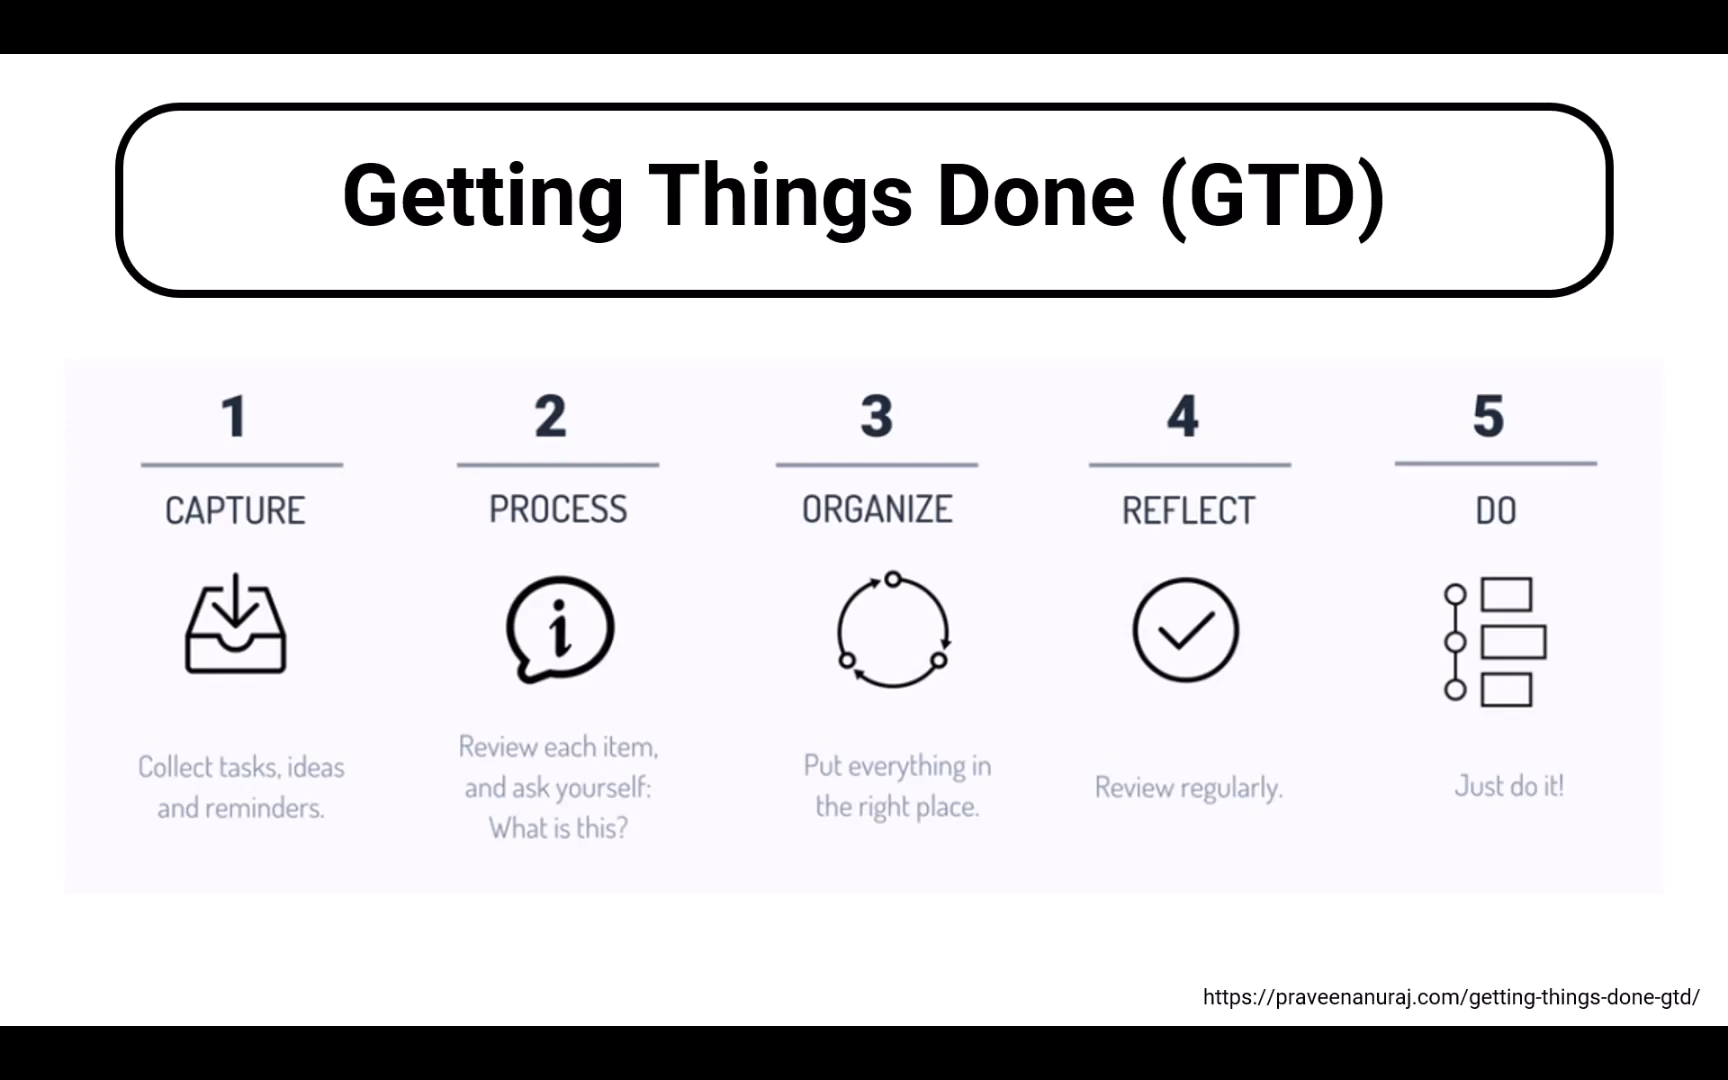 Getting Things Done (GTD)
1
CAPTURE
Collect tasks, ideas
and reminders.
2
PROCESS
i
Review each item,
and ask yourself:
What is this?
3
ORGANIZE
Put everything in
the right place.
4
REFLECT
Review regularly.
5
DO
Just do it!
https://praveenanuraj.com/getting-things-done-gtd/